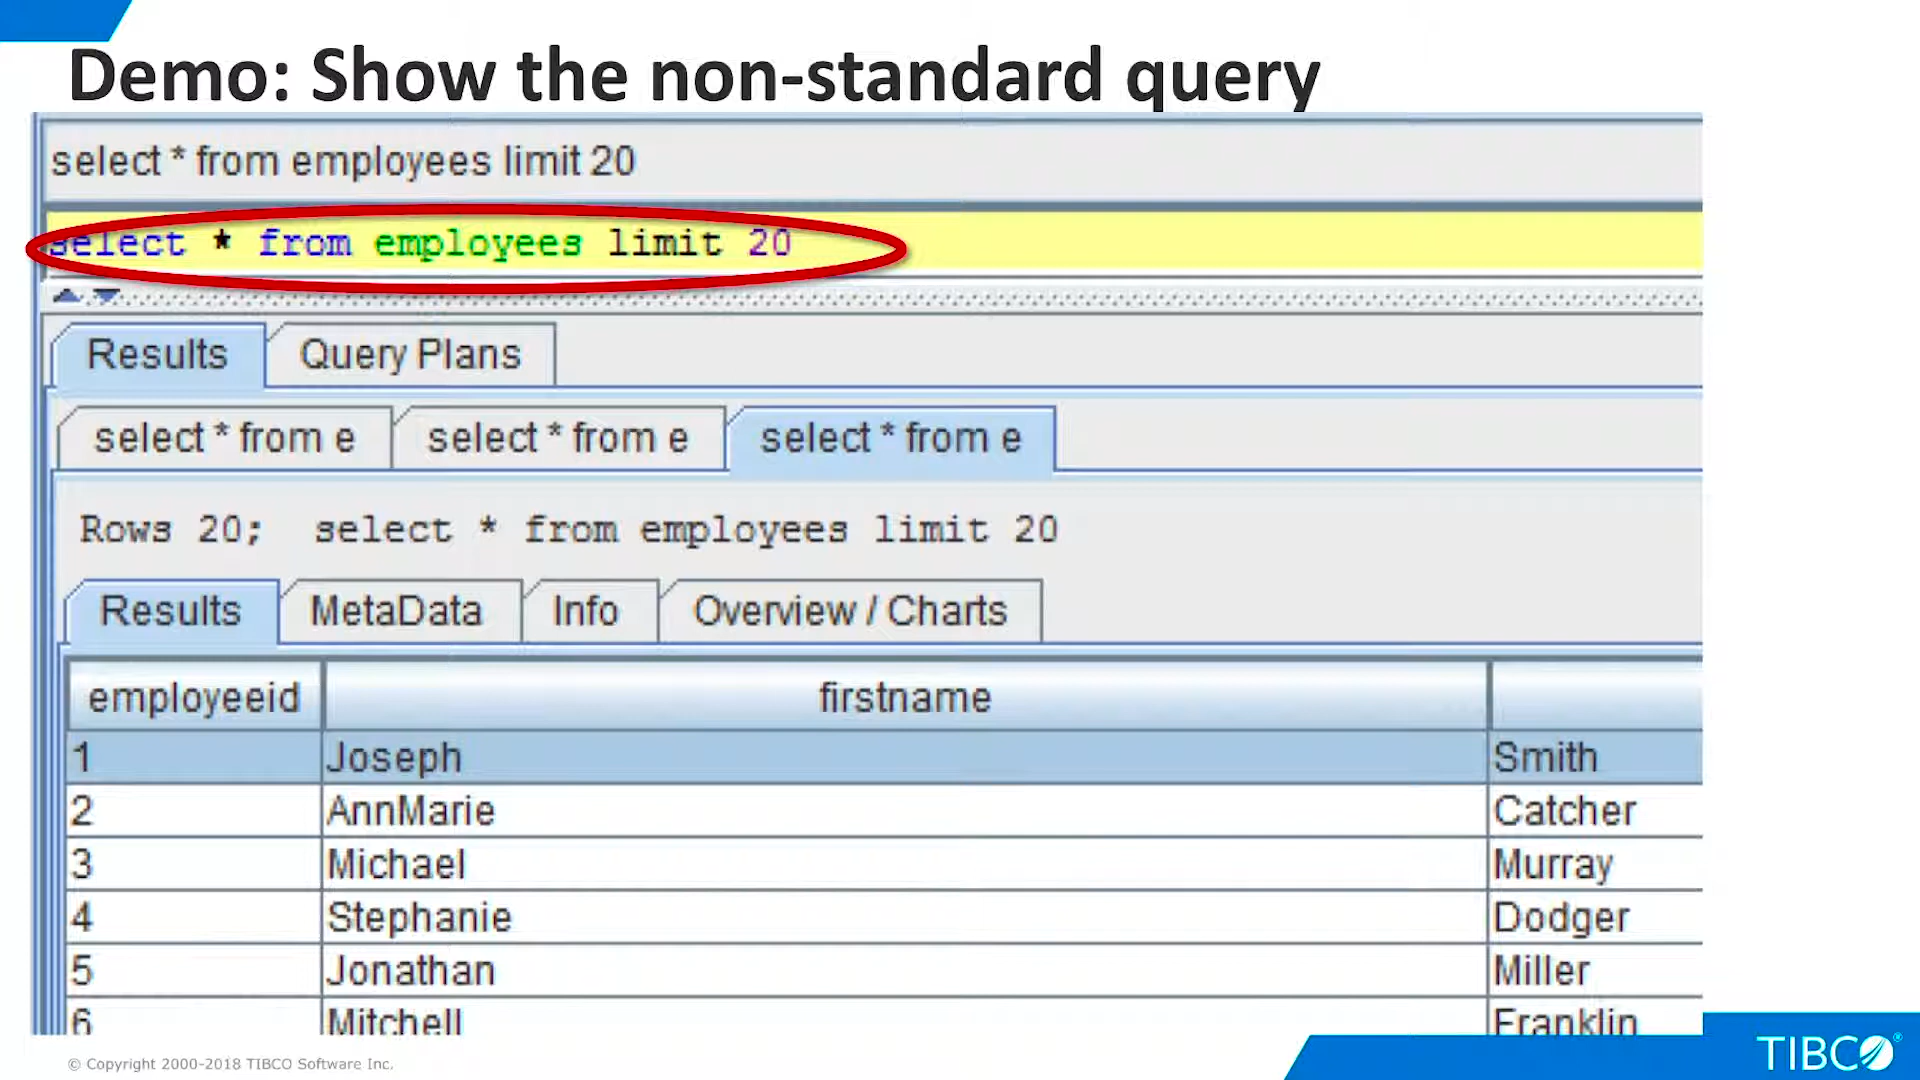 Demo: Show the non-standard query
select * from employees limit 20
select * from employees limit 20
Results Query Plans
select * from e select * from e select * from e
Rows 20; select * from employees limit 20
Results MetaData Info Overview / Charts
employeeid firstname
1 Joseph Smith
2 AnnMarie Catcher
3 Michael Murray
4 Stephanie Dodger
5 Jonathan Miller
6 Mitchell Franklin
© Copyright 2000-2018 TIBCO Software Inc.
TIBCO®